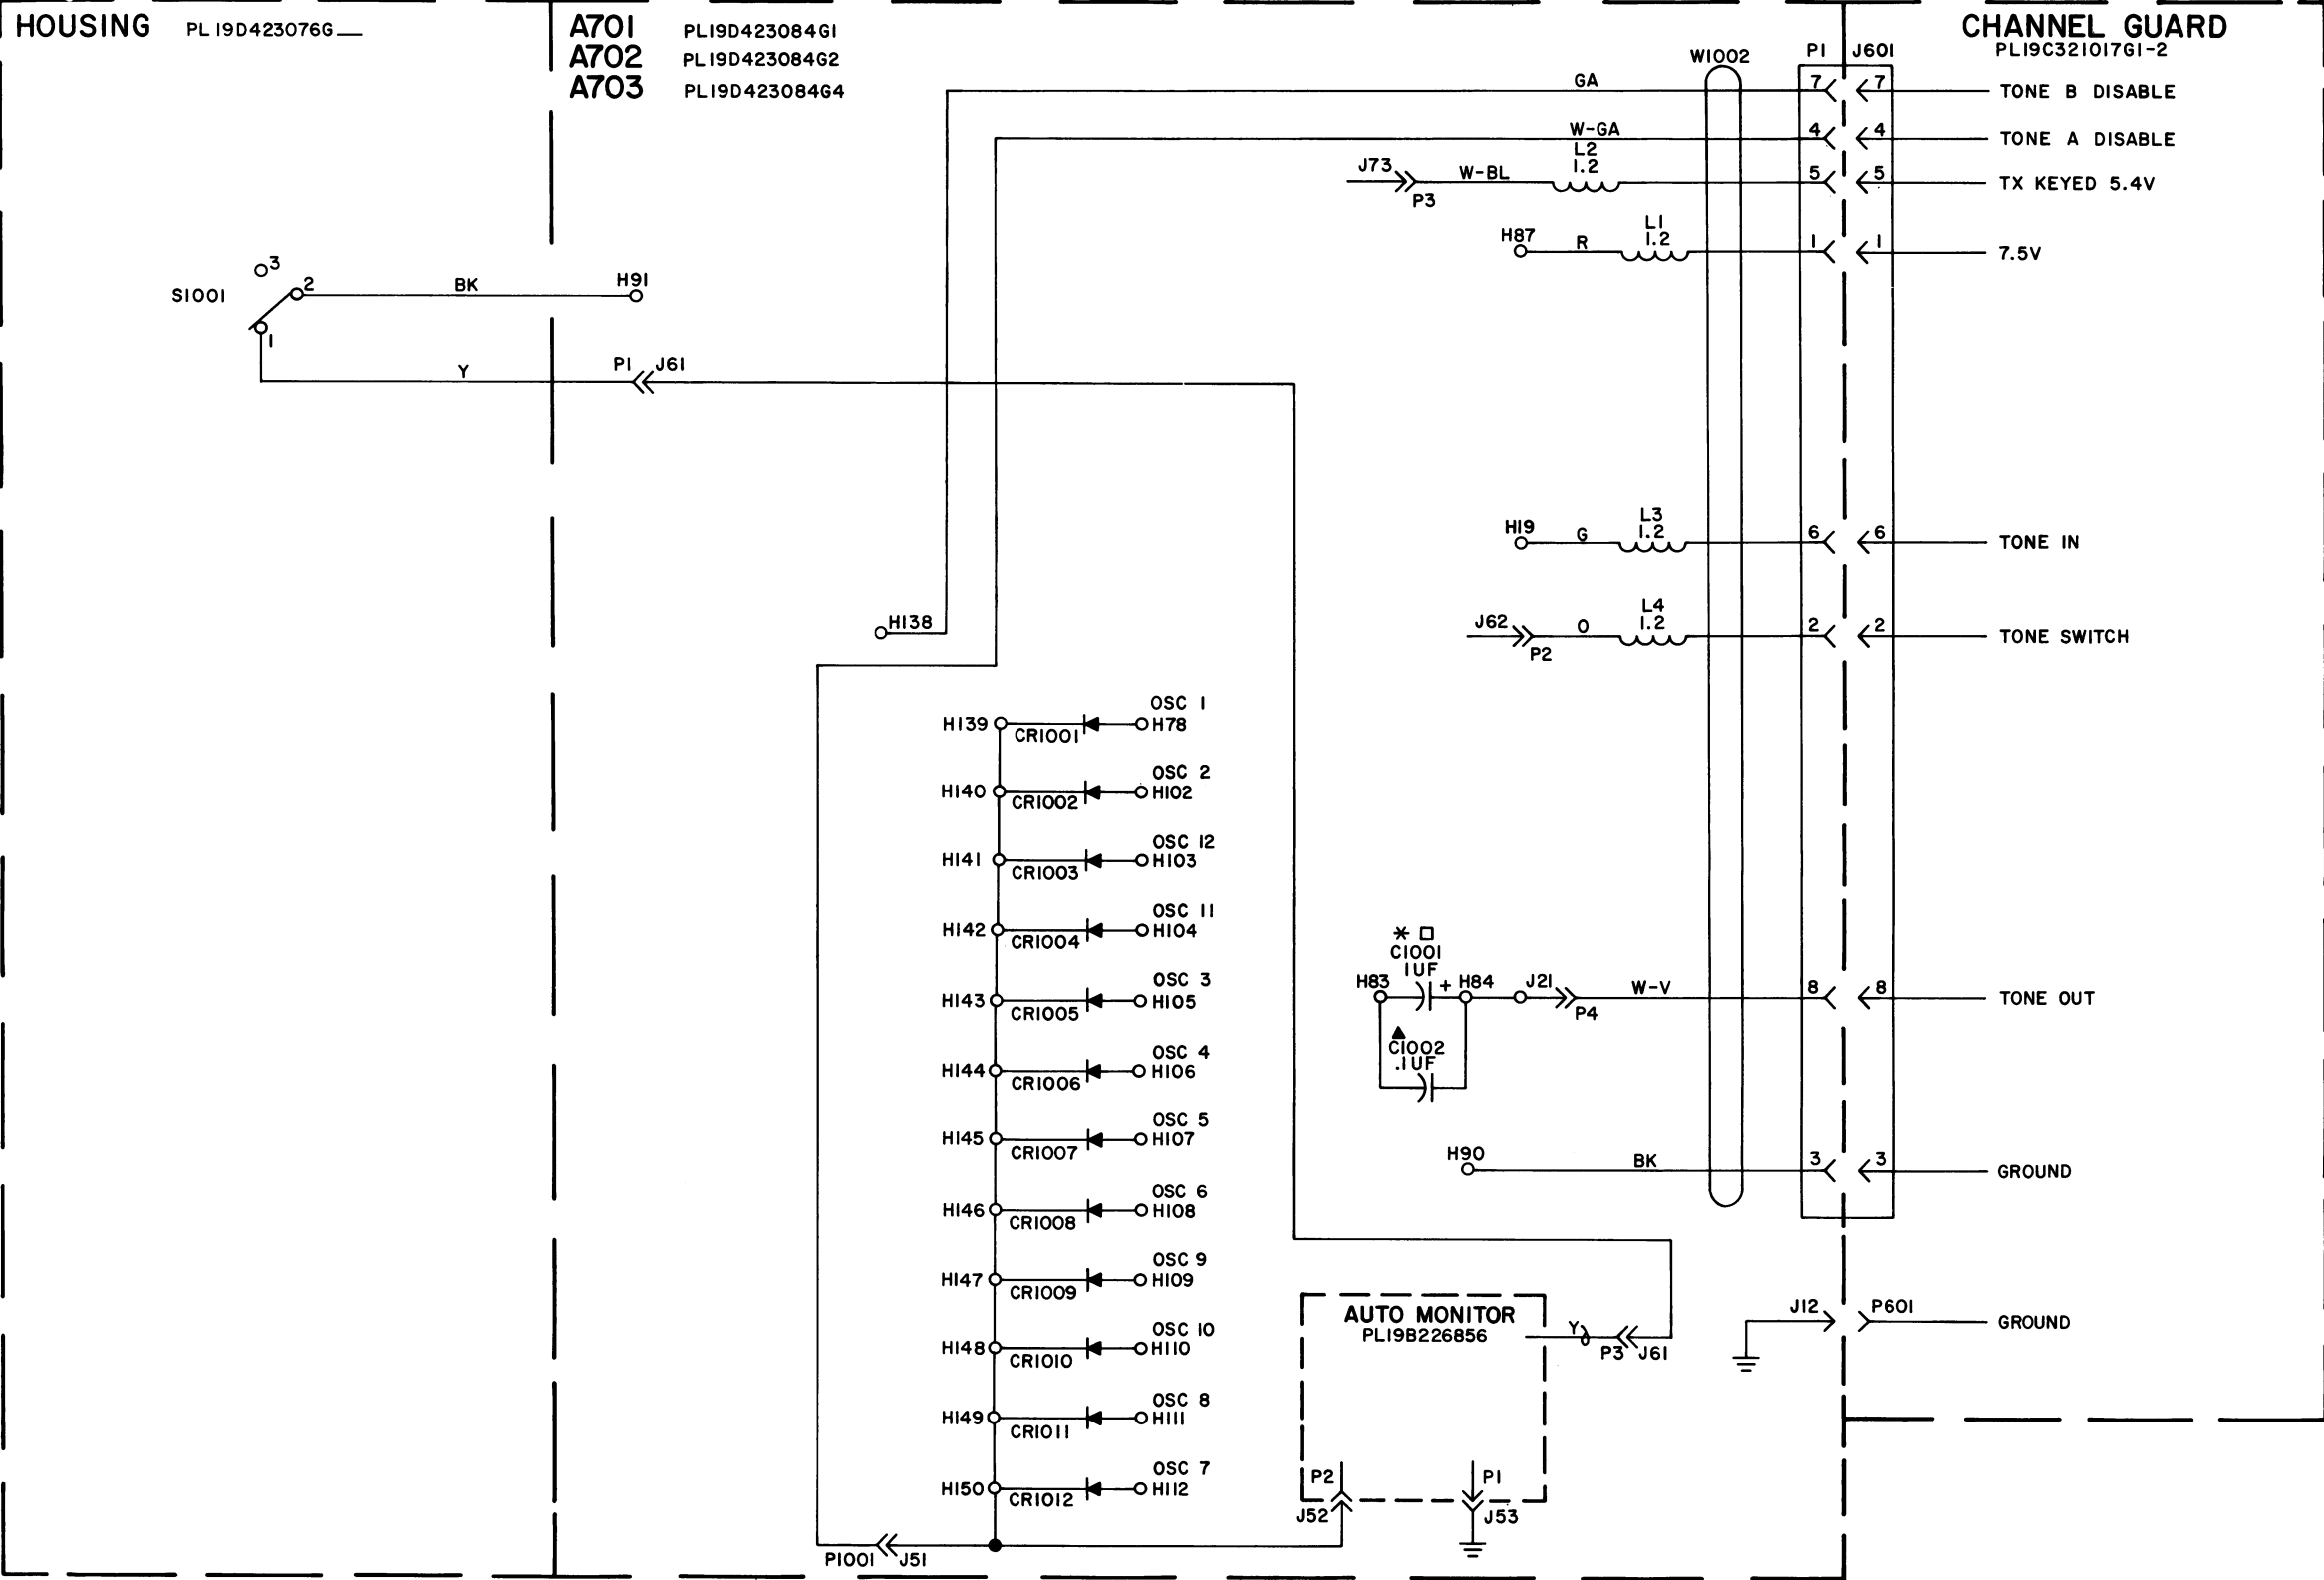 HOUSING PL19D423076G__
A701 PL19D423084G1
A702 PL19D423084G2
A703 PL19D423084G4
CHANNEL GUARD
PL19C321017G1-2
W1002
P1 J601
GA
7 7 TONE B DISABLE
W-GA
4 4 TONE A DISABLE
L2
1.2
J73 W-BL
P3
5 5 TX KEYED 5.4V
L1
1.2
H87 R
1 1 7.5V
S1001
3
2
1
BK
H91
Y
P1 J61
L3
1.2
H19 G
6 6 TONE IN
H138
L4
1.2
J62 O
P2
2 2 TONE SWITCH
OSC 1
H139 CR1001 H78
OSC 2
H140 CR1002 H102
OSC 12
H141 CR1003 H103
OSC 11
H142 CR1004 H104
OSC 3
H143 CR1005 H105
OSC 4
H144 CR1006 H106
OSC 5
H145 CR1007 H107
OSC 6
H146 CR1008 H108
OSC 9
H147 CR1009 H109
OSC 10
H148 CR1010 H110
OSC 8
H149 CR1011 H111
OSC 7
H150 CR1012 H112
P1001 J51
* □
C1001
1UF
H83 + H84 J21 W-V
P4
8 8 TONE OUT
▲
C1002
.1UF
H90 BK
3 3 GROUND
J12 P601
GROUND
AUTO MONITOR
PL19B226856
Y
P3 J61
P2
J52
P1
J53